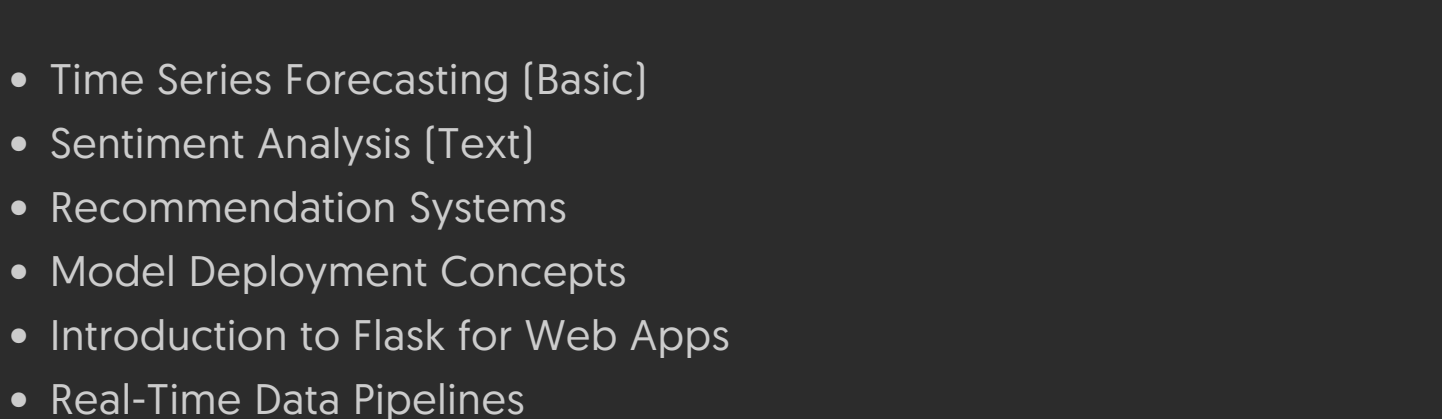 • Time Series Forecasting (Basic)
• Sentiment Analysis (Text)
• Recommendation Systems
• Model Deployment Concepts
• Introduction to Flask for Web Apps
• Real-Time Data Pipelines